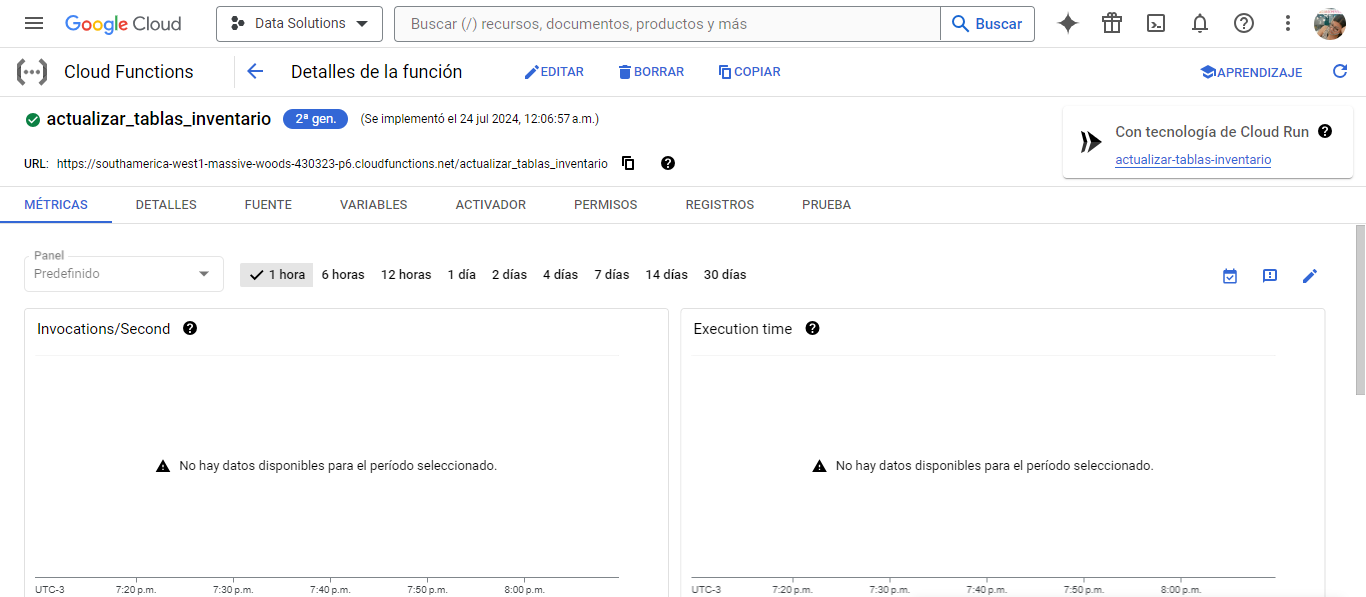 Google Cloud
Data Solutions
Buscar (/) recursos, documentos, productos y más
Buscar
Cloud Functions
Detalles de la función
EDITAR
BORRAR
COPIAR
APRENDIZAJE
actualizar_tablas_inventario
2ª gen.
(Se implementó el 24 jul 2024, 12:06:57 a.m.)
Con tecnología de Cloud Run
actualizar-tablas-inventario
URL: https://southamerica-west1-massive-woods-430323-p6.cloudfunctions.net/actualizar_tablas_inventario
MÉTRICAS DETALLES FUENTE VARIABLES ACTIVADOR PERMISOS REGISTROS PRUEBA
Panel
Predefinido
1 hora 6 horas 12 horas 1 día 2 días 4 días 7 días 14 días 30 días
Invocations/Second
No hay datos disponibles para el período seleccionado.
UTC-3 7:20 p.m. 7:30 p.m. 7:40 p.m. 7:50 p.m. 8:00 p.m.
Execution time
No hay datos disponibles para el período seleccionado.
UTC-3 7:20 p.m. 7:30 p.m. 7:40 p.m. 7:50 p.m. 8:00 p.m.